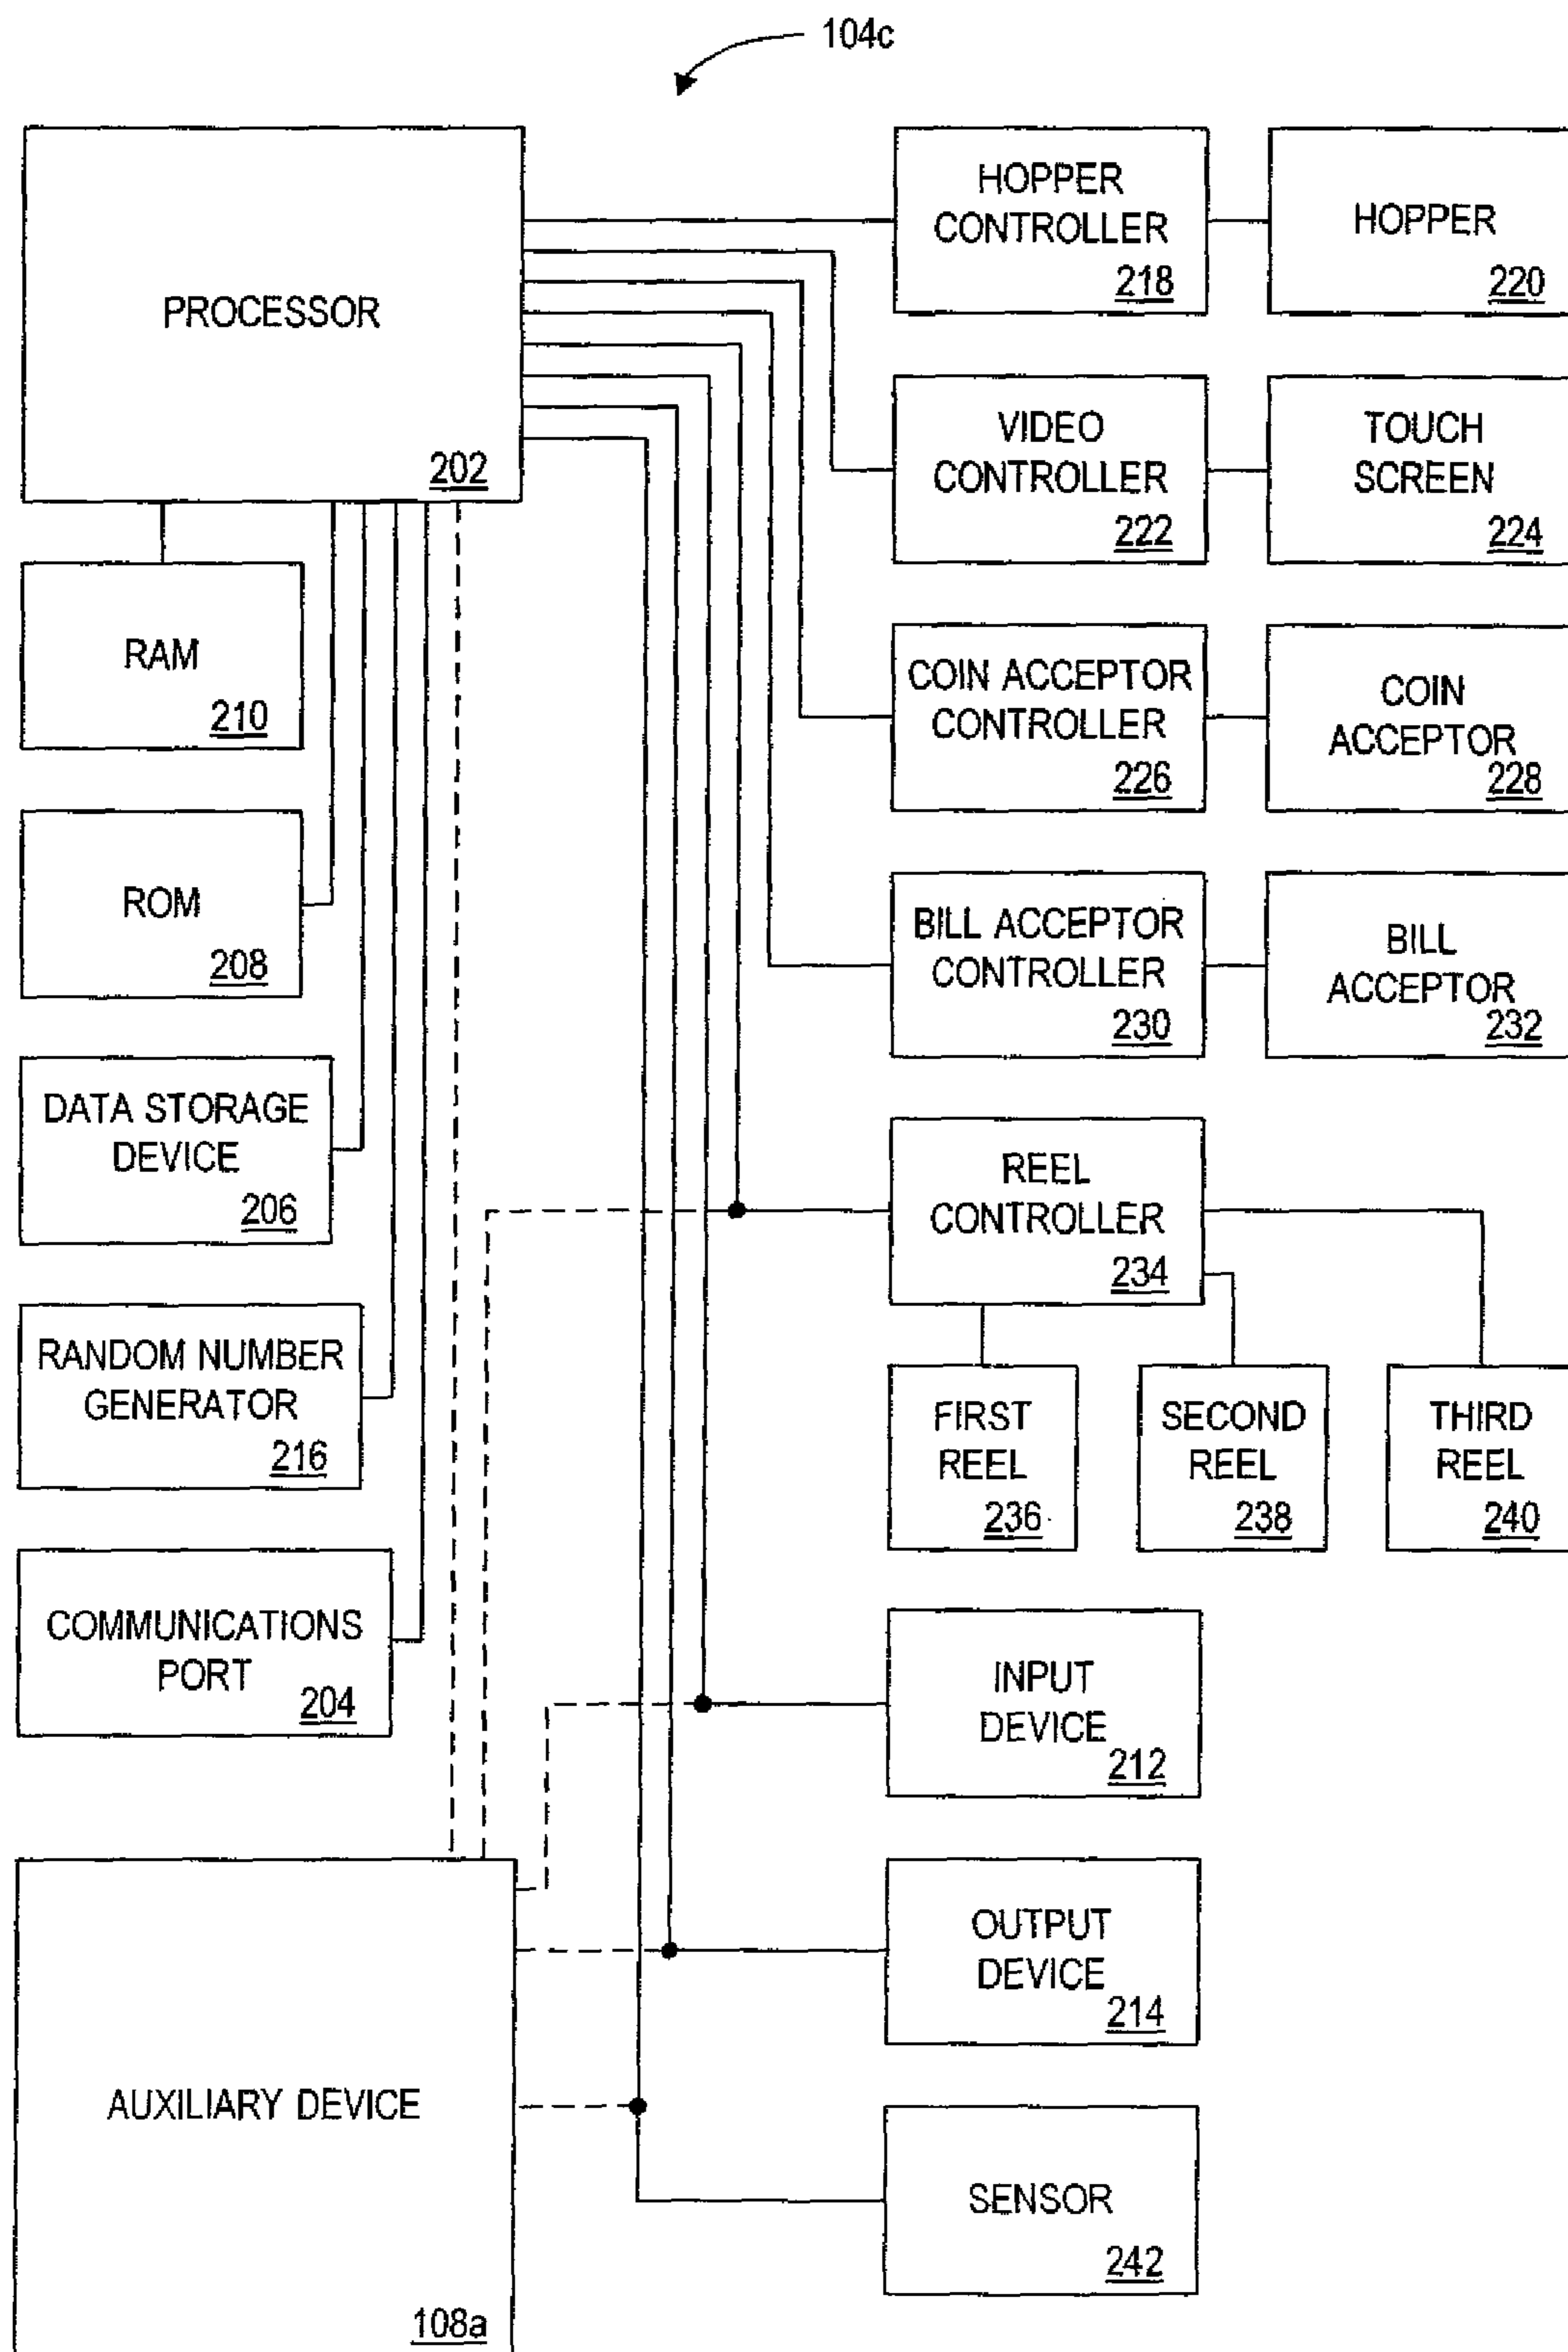 104c
PROCESSOR
202
HOPPER
CONTROLLER
218
HOPPER
220
VIDEO
CONTROLLER
222
TOUCH
SCREEN
224
RAM
210
COIN ACCEPTOR
CONTROLLER
226
COIN
ACCEPTOR
228
ROM
208
BILL ACCEPTOR
CONTROLLER
230
BILL
ACCEPTOR
232
DATA STORAGE
DEVICE
206
REEL
CONTROLLER
234
RANDOM NUMBER
GENERATOR
216
FIRST
REEL
236
SECOND
REEL
238
THIRD
REEL
240
COMMUNICATIONS
PORT
204
INPUT
DEVICE
212
OUTPUT
DEVICE
214
AUXILIARY DEVICE
108a
SENSOR
242